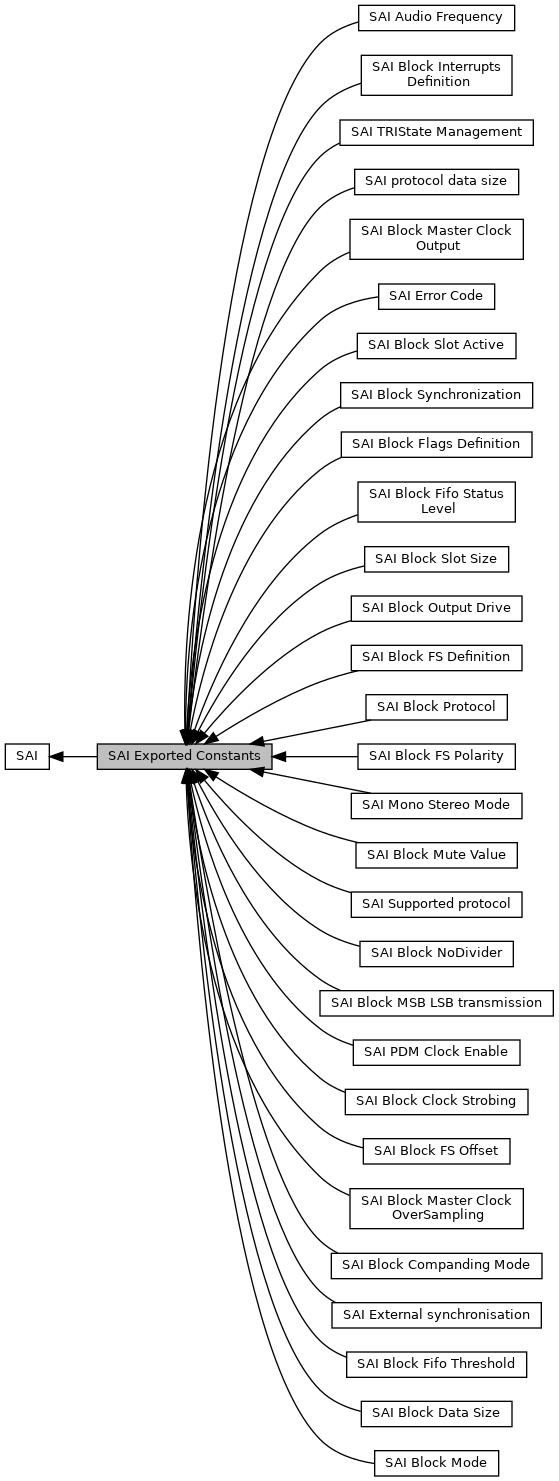 SAI Audio Frequency
SAI Block Interrupts
Definition
SAI TRIState Management
SAI protocol data size
SAI Block Master Clock
Output
SAI Error Code
SAI Block Slot Active
SAI Block Synchronization
SAI Block Flags Definition
SAI Block Fifo Status
Level
SAI Block Slot Size
SAI Block Output Drive
SAI Block FS Definition
SAI Block Protocol
SAI
SAI Exported Constants
SAI Block FS Polarity
SAI Mono Stereo Mode
SAI Block Mute Value
SAI Supported protocol
SAI Block NoDivider
SAI Block MSB LSB transmission
SAI PDM Clock Enable
SAI Block Clock Strobing
SAI Block FS Offset
SAI Block Master Clock
OverSampling
SAI Block Companding Mode
SAI External synchronisation
SAI Block Fifo Threshold
SAI Block Data Size
SAI Block Mode